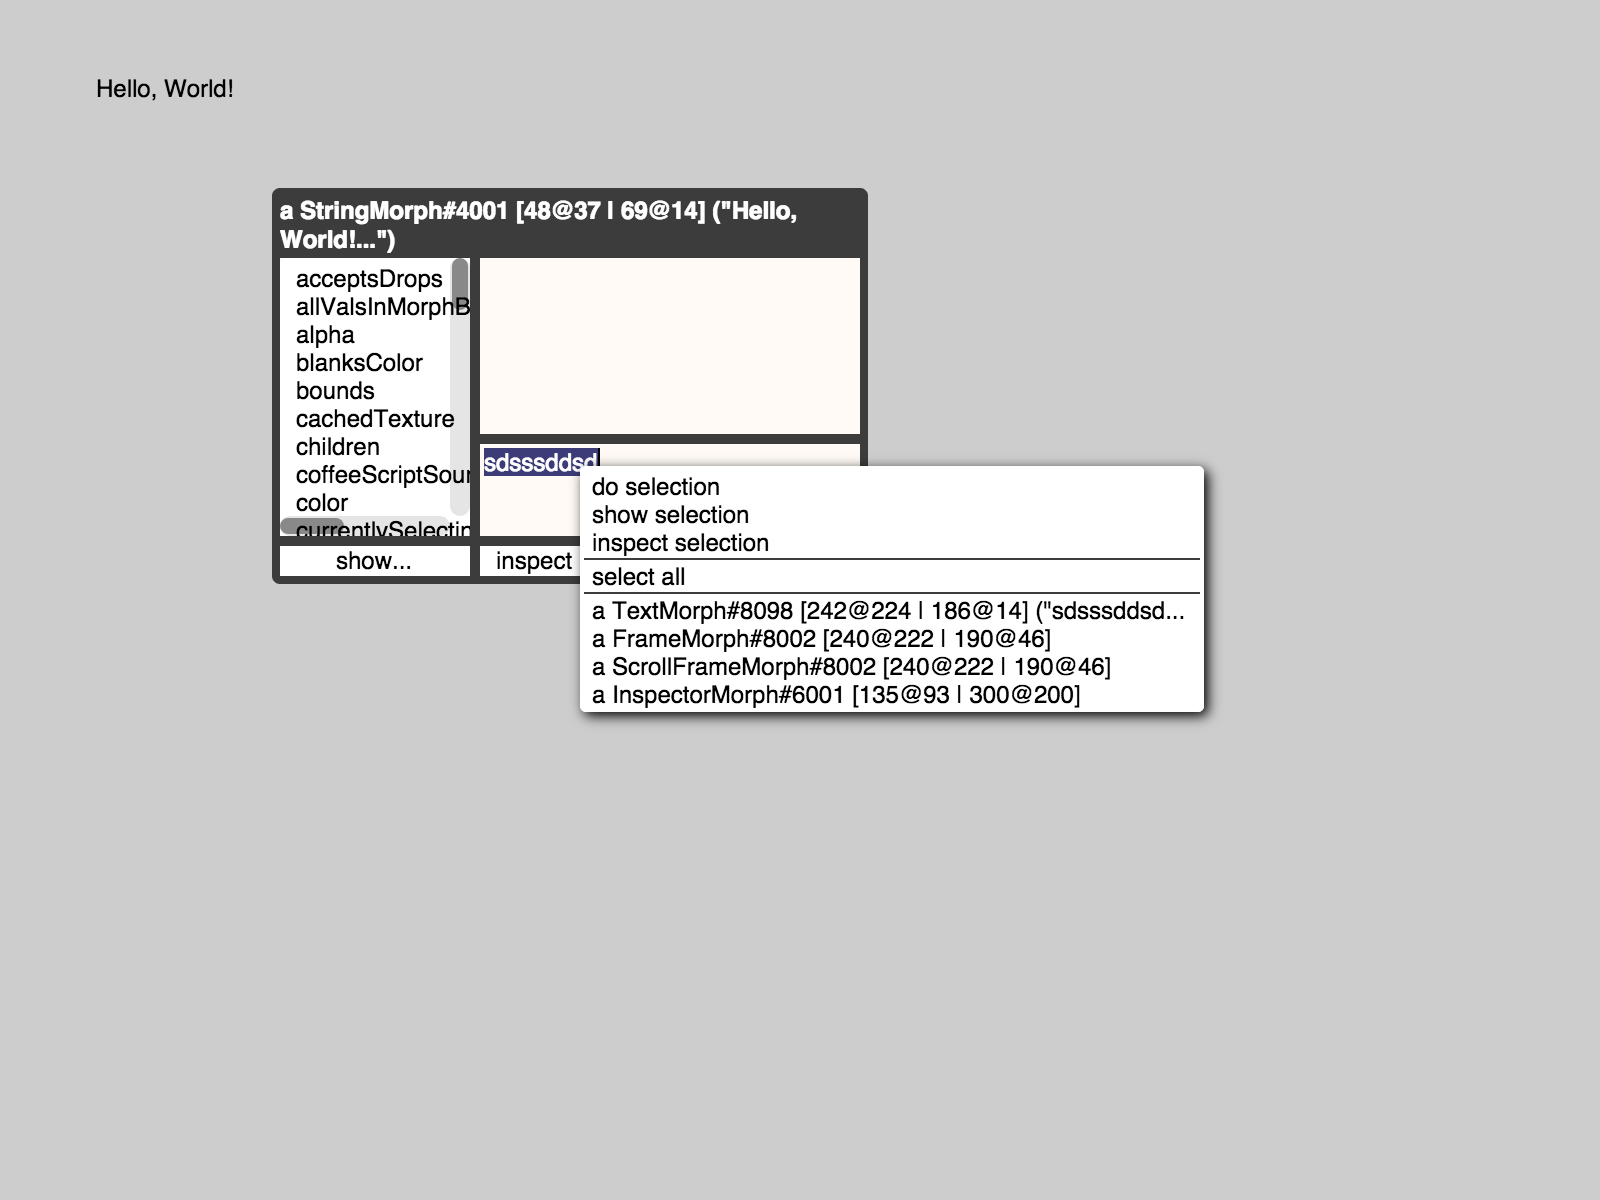 Hello, World!
a StringMorph#4001 [48@37 | 69@14] ("Hello,
World!...")
acceptsDrops
allValsInMorphB
alpha
blanksColor
bounds
cachedTexture
children
coffeeScriptSour
color
currentlySelectin
show...
sdsssddsd
inspect
do selection
show selection
inspect selection
select all
a TextMorph#8098 [242@224 | 186@14] ("sdsssddsd...
a FrameMorph#8002 [240@222 | 190@46]
a ScrollFrameMorph#8002 [240@222 | 190@46]
a InspectorMorph#6001 [135@93 | 300@200]